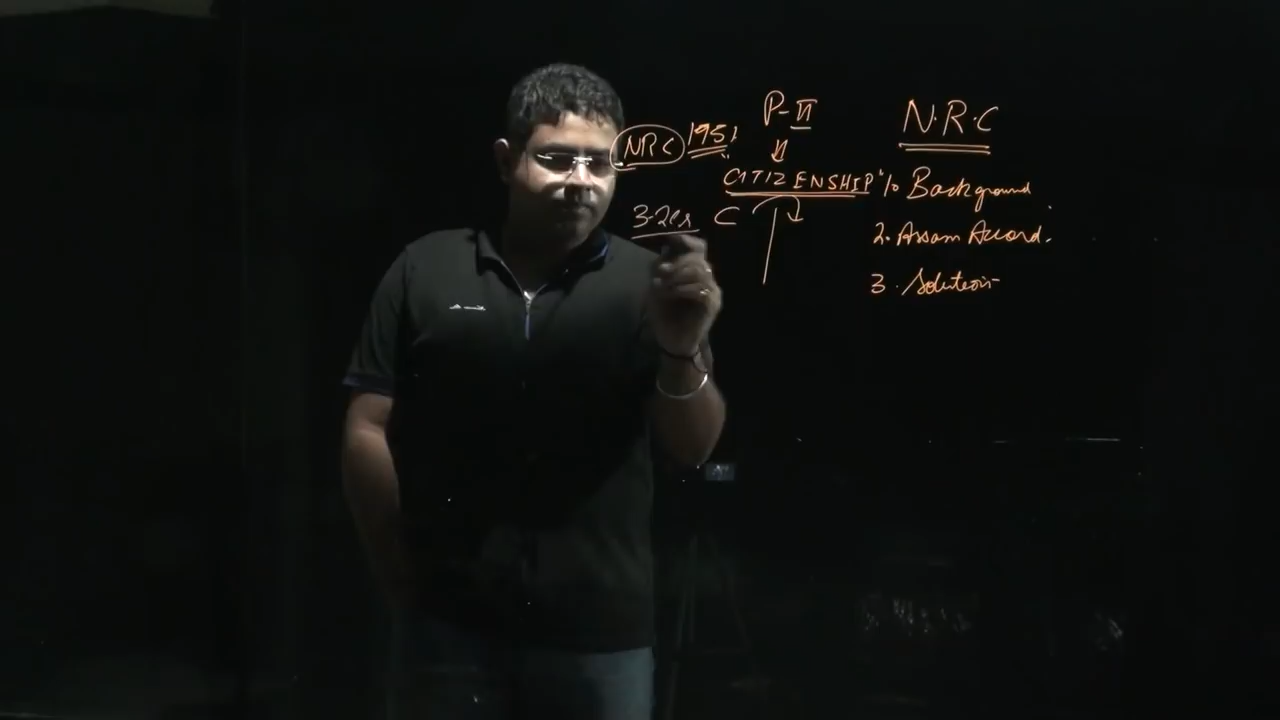 P-II
N.R.C
NRC 1951
CITIZENSHIP
1. Background
3.2cr C
2. Assam Accord.
3. Solution